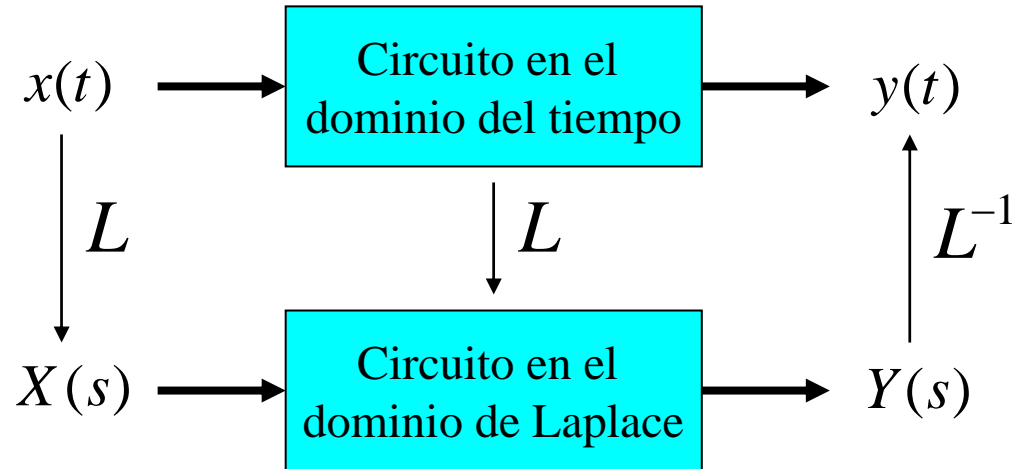 x(t)
Circuito en el
dominio del tiempo
y(t)
L
L
L⁻¹
X(s)
Circuito en el
dominio de Laplace
Y(s)